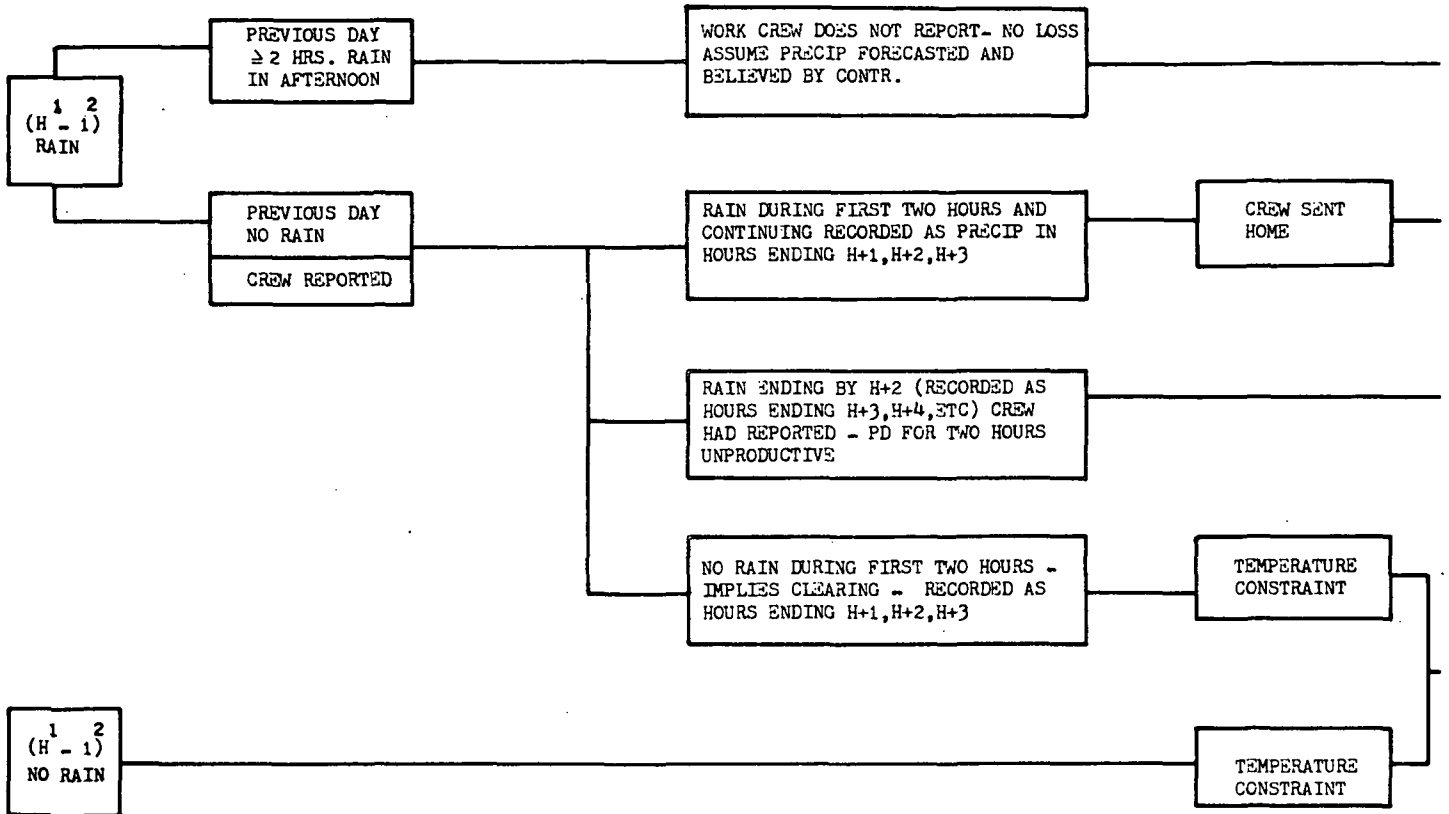 PREVIOUS DAY
≥2 HRS. RAIN
IN AFTERNOON
WORK CREW DOES NOT REPORT- NO LOSS
ASSUME PRECIP FORECASTED AND
BELIEVED BY CONTR.
1 2
(H - 1)
RAIN
PREVIOUS DAY
NO RAIN
CREW REPORTED
RAIN DURING FIRST TWO HOURS AND
CONTINUING RECORDED AS PRECIP IN
HOURS ENDING H+1,H+2,H+3
CREW SENT
HOME
RAIN ENDING BY H+2 (RECORDED AS
HOURS ENDING H+3,H+4,ETC) CREW
HAD REPORTED - PD FOR TWO HOURS
UNPRODUCTIVE
NO RAIN DURING FIRST TWO HOURS -
IMPLIES CLEARING - RECORDED AS
HOURS ENDING H+1,H+2,H+3
TEMPERATURE
CONSTRAINT
1 2
(H - 1)
NO RAIN
TEMPERATURE
CONSTRAINT